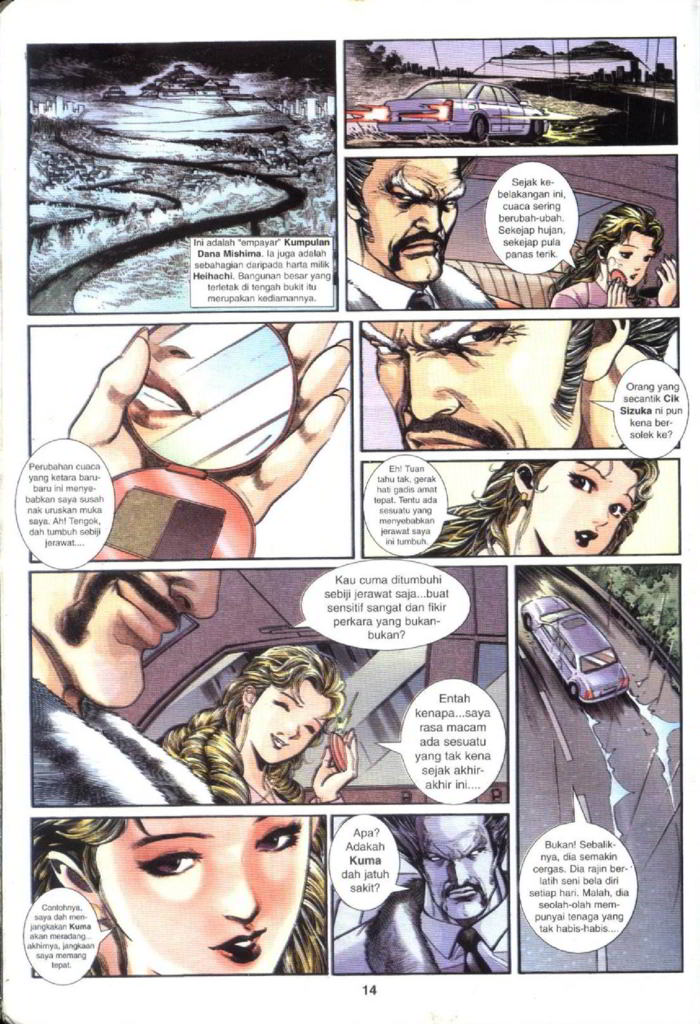 Ini adalah "empayar" Kumpulan
Dana Mishima. Ia juga adalah
sebahagian daripada harta milik
Heihachi. Bangunan besar yang
terletak di tengah bukit itu
merupakan kediamannya.
Sejak ke-
belakangan ini,
cuaca sering
berubah-ubah.
Sekejap hujan,
sekejap pula
panas terik.
Perubahan cuaca
yang ketara baru-
baru ini menye-
babkan saya susah
nak uruskan muka
saya. Ah! Tengok,
dah tumbuh sebiji
jerawat....
Orang yang
secantik Cik
Sizuka ni pun
kena ber-
solek ke?
Eh! Tuan
tahu tak, gerak
hati gadis amat
tepat. Tentu ada
sesuatu yang
menyebabkan
jerawat saya
ini tumbuh.
Kau cuma ditumbuhi
sebiji jerawat saja...buat
sensitif sangat dan fikir
perkara yang bukan-
bukan?
Entah
kenapa...saya
rasa macam
ada sesuatu
yang tak kena
sejak akhir-
akhir ini....
Contohnya,
saya dah men-
jangkakan Kuma
akan meradang...
akhirnya, jangkaan
saya memang
tepat.
Apa?
Adakah
Kuma
dah jatuh
sakit?
Bukan! Sebalik-
nya, dia semakin
cergas. Dia rajin ber-
latih seni bela diri
setiap hari. Malah, dia
seolah-olah mem-
punyai tenaga yang
tak habis-habis....
14